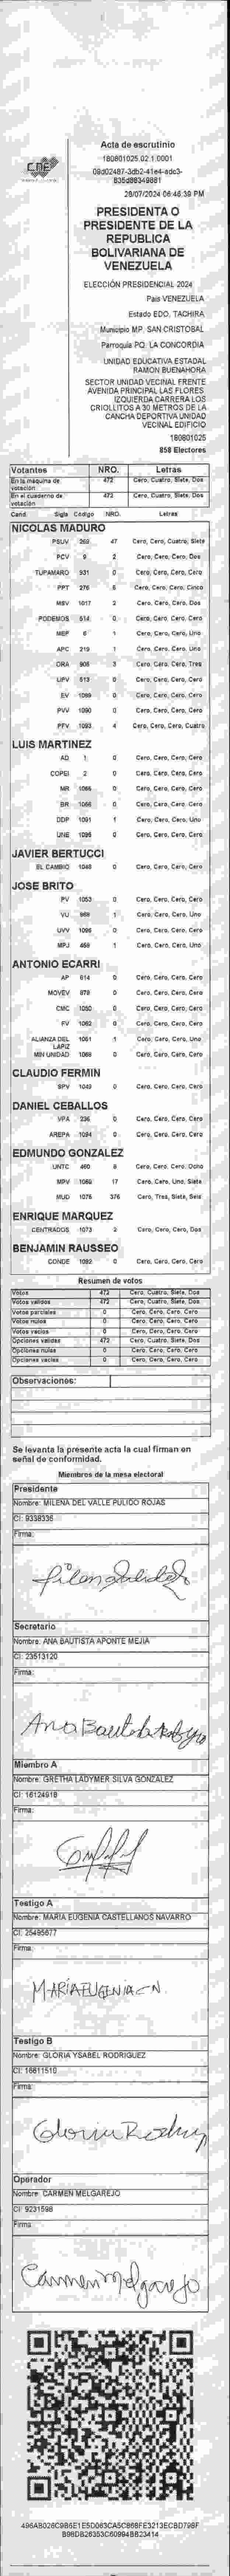 CNE
Acta de escrutinio
180801025.02.1.0001
09d02487-3db2-41e4-adc3-
835d88349881
28/07/2024 06:46:39 PM
PRESIDENTA O
PRESIDENTE DE LA
REPUBLICA
BOLIVARIANA DE
VENEZUELA
ELECCIÓN PRESIDENCIAL 2024
País VENEZUELA
Estado EDO. TACHIRA
Municipio MP. SAN CRISTOBAL
Parroquia PQ. LA CONCORDIA
UNIDAD EDUCATIVA ESTADAL
RAMON BUENAHORA
SECTOR UNIDAD VECINAL FRENTE
AVENIDA PRINCIPAL LAS FLORES
IZQUIERDA CARRERA LOS
CRIOLLITOS A 30 METROS DE LA
CANCHA DEPORTIVA UNIDAD
VECINAL EDIFICIO
180801025
858 Electores
Votantes NRO. Letras
En la máquina de votación 472 Cero, Cuatro, Siete, Dos
En el cuaderno de votación 472 Cero, Cuatro, Siete, Dos
Cand. Sigla Código NRO. Letras
NICOLAS MADURO
PSUV 269 47 Cero, Cero, Cuatro, Siete
PCV 9 2 Cero, Cero, Cero, Dos
TUPAMARO 931 0 Cero, Cero, Cero, Cero
PPT 276 5 Cero, Cero, Cero, Cinco
MSV 1017 2 Cero, Cero, Cero, Dos
PODEMOS 514 0 Cero, Cero, Cero, Cero
MEP 6 1 Cero, Cero, Cero, Uno
APC 219 1 Cero, Cero, Cero, Uno
ORA 905 3 Cero, Cero, Cero, Tres
UPV 513 0 Cero, Cero, Cero, Cero
EV 1089 0 Cero, Cero, Cero, Cero
PVV 1090 0 Cero, Cero, Cero, Cero
PFV 1093 4 Cero, Cero, Cero, Cuatro
LUIS MARTINEZ
AD 1 0 Cero, Cero, Cero, Cero
COPEI 2 0 Cero, Cero, Cero, Cero
MR 1066 0 Cero, Cero, Cero, Cero
BR 1056 0 Cero, Cero, Cero, Cero
DDP 1091 1 Cero, Cero, Cero, Uno
UNE 1095 0 Cero, Cero, Cero, Cero
JAVIER BERTUCCI
EL CAMBIO 1048 0 Cero, Cero, Cero, Cero
JOSE BRITO
PV 1053 0 Cero, Cero, Cero, Cero
VU 969 1 Cero, Cero, Cero, Uno
UVV 1096 0 Cero, Cero, Cero, Cero
MPJ 459 1 Cero, Cero, Cero, Uno
ANTONIO ECARRI
AP 614 0 Cero, Cero, Cero, Cero
MOVEV 878 0 Cero, Cero, Cero, Cero
CMC 1050 0 Cero, Cero, Cero, Cero
FV 1062 0 Cero, Cero, Cero, Cero
ALIANZA DEL LAPIZ 1061 1 Cero, Cero, Cero, Uno
MIN UNIDAD 1069 0 Cero, Cero, Cero, Cero
CLAUDIO FERMIN
SPV 1049 0 Cero, Cero, Cero, Cero
DANIEL CEBALLOS
VPA 236 0 Cero, Cero, Cero, Cero
AREPA 1094 0 Cero, Cero, Cero, Cero
EDMUNDO GONZALEZ
UNTC 460 8 Cero, Cero, Cero, Ocho
MPV 1060 17 Cero, Cero, Uno, Siete
MUD 1076 376 Cero, Tres, Siete, Seis
ENRIQUE MARQUEZ
CENTRADOS 1073 2 Cero, Cero, Cero, Dos
BENJAMIN RAUSSEO
CONDE 1092 0 Cero, Cero, Cero, Cero
Resumen de votos
Votos 472 Cero, Cuatro, Siete, Dos
Votos validos 472 Cero, Cuatro, Siete, Dos
Votos parciales 0 Cero, Cero, Cero, Cero
Votos nulos 0 Cero, Cero, Cero, Cero
Votos vacios 0 Cero, Cero, Cero, Cero
Opciones validas 472 Cero, Cuatro, Siete, Dos
Opciones nulas 0 Cero, Cero, Cero, Cero
Opciones vacias 0 Cero, Cero, Cero, Cero
Observaciones:
Se levanta la presente acta la cual firman en
señal de conformidad.
Miembros de la mesa electoral
Presidente
Nombre: MILENA DEL VALLE PULIDO ROJAS
CI: 9338336
Firma:
Secretario
Nombre: ANA BAUTISTA APONTE MEJIA
CI: 23513120
Firma:
Miembro A
Nombre: GRETHA LADYMER SILVA GONZALEZ
CI: 16124918
Firma:
Testigo A
Nombre: MARIA EUGENIA CASTELLANOS NAVARRO
CI: 25495677
Firma:
MARÍA EUGENIA C N
Testigo B
Nombre: GLORIA YSABEL RODRIGUEZ
CI: 16611510
Firma:
Operador
Nombre: CARMEN MELGAREJO
CI: 9231598
Firma:
Carmen Melgarejo
496AB026C9B6E1E5D063CA5C868FE3213ECBD798F
B98DB26353C60994BB23414